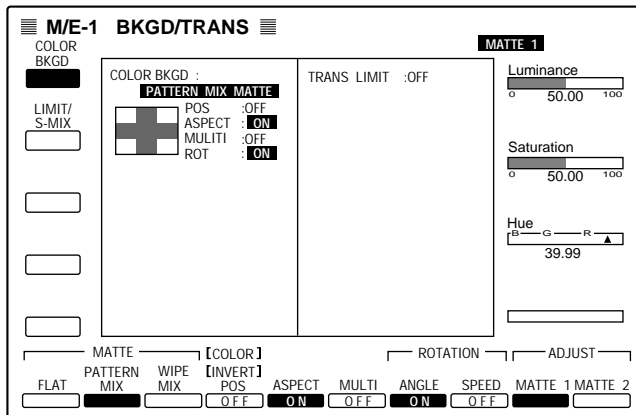 M/E-1 BKGD/TRANS
COLOR
BKGD
MATTE 1
COLOR BKGD :
PATTERN MIX MATTE
POS :OFF
ASPECT : ON
MULITI :OFF
ROT : ON
TRANS LIMIT :OFF
Luminance
0 50.00 100
LIMIT/
S-MIX
Saturation
0 50.00 100
Hue
B G R
39.99
MATTE
[COLOR]
ROTATION
ADJUST
PATTERN WIPE [INVERT]
FLAT MIX MIX POS ASPECT MULTI ANGLE SPEED MATTE 1 MATTE 2
OFF ON OFF ON OFF